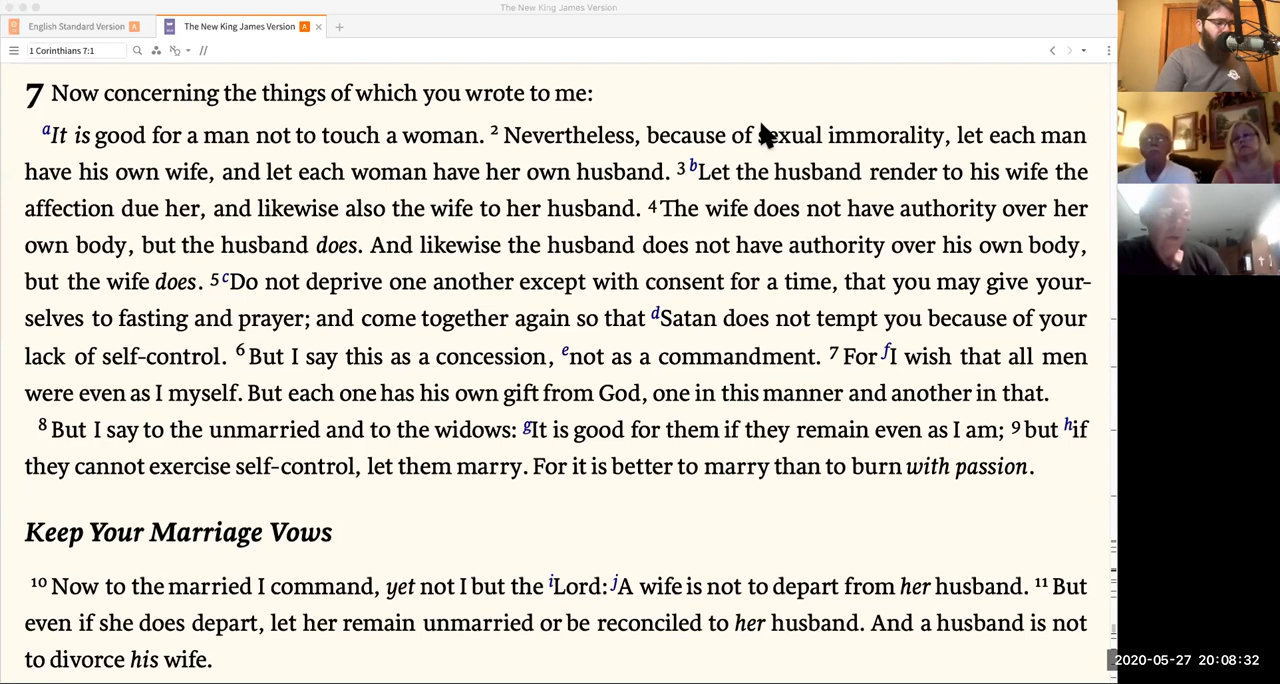 The New King James Version
English Standard Version A The New King James Version A
1 Corinthians 7:1
7 Now concerning the things of which you wrote to me:
a It is good for a man not to touch a woman. 2 Nevertheless, because of sexual immorality, let each man
have his own wife, and let each woman have her own husband. 3 b Let the husband render to his wife the
affection due her, and likewise also the wife to her husband. 4 The wife does not have authority over her
own body, but the husband does. And likewise the husband does not have authority over his own body,
but the wife does. 5 c Do not deprive one another except with consent for a time, that you may give your-
selves to fasting and prayer; and come together again so that d Satan does not tempt you because of your
lack of self-control. 6 But I say this as a concession, e not as a commandment. 7 For f I wish that all men
were even as I myself. But each one has his own gift from God, one in this manner and another in that.
8 But I say to the unmarried and to the widows: g It is good for them if they remain even as I am; 9 but h if
they cannot exercise self-control, let them marry. For it is better to marry than to burn with passion.
Keep Your Marriage Vows
10 Now to the married I command, yet not I but the i Lord: j A wife is not to depart from her husband. 11 But
even if she does depart, let her remain unmarried or be reconciled to her husband. And a husband is not
to divorce his wife.
2020-05-27 20:08:32